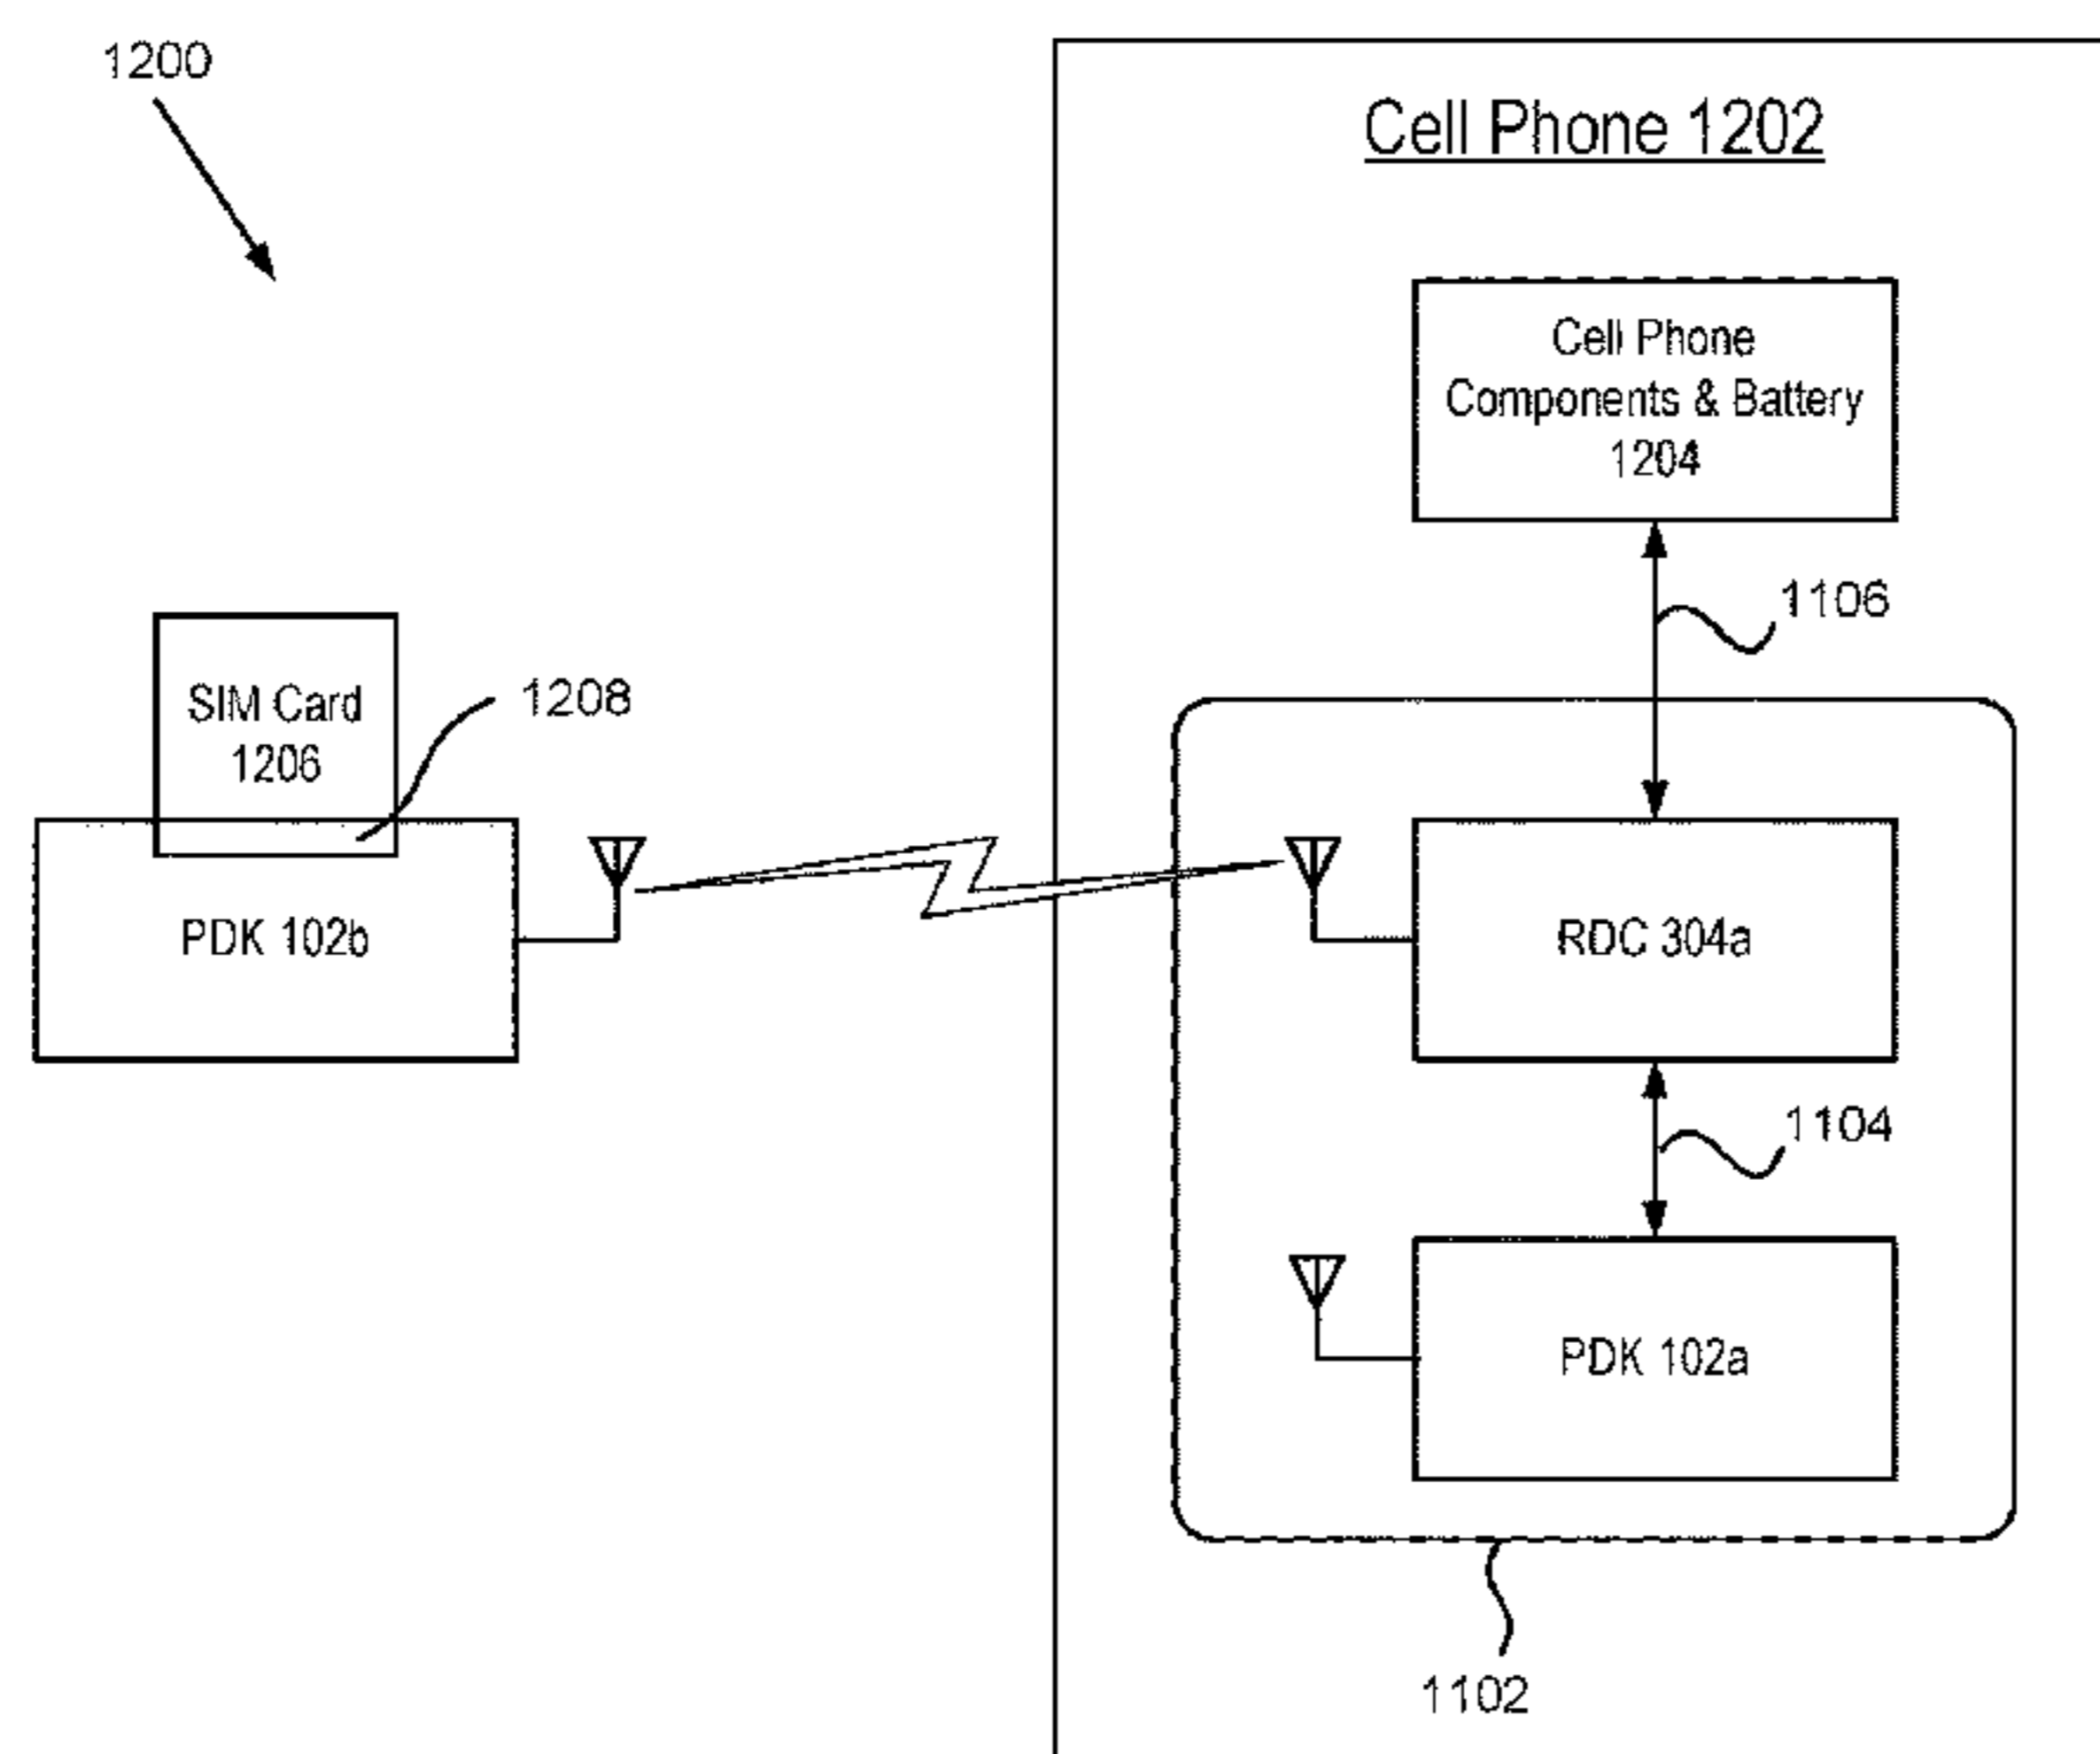 1200
Cell Phone 1202
Cell Phone
Components & Battery
1204
1106
SIM Card
1206
1208
PDK 102b
RDC 304a
1104
PDK 102a
1102